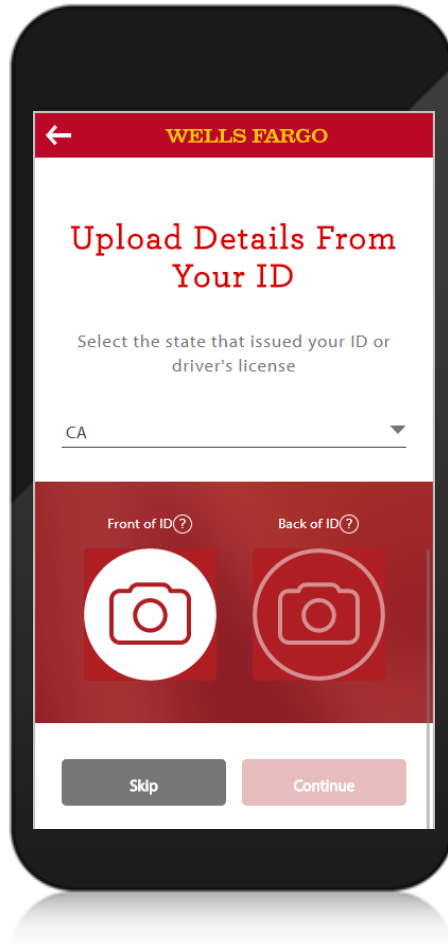 WELLS FARGO
Upload Details From
Your ID
Select the state that issued your ID or
driver's license
CA
Front of ID ?
Back of ID ?
Skip
Continue